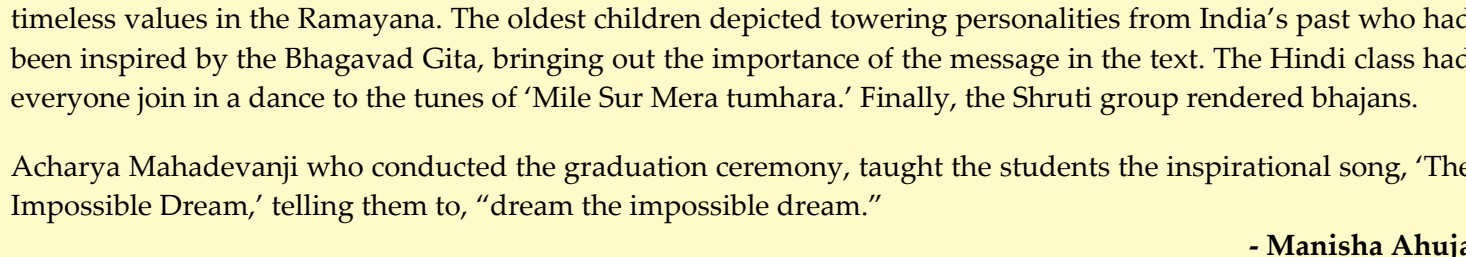 timeless values in the Ramayana. The oldest children depicted towering personalities from India’s past who had
been inspired by the Bhagavad Gita, bringing out the importance of the message in the text. The Hindi class had
everyone join in a dance to the tunes of ‘Mile Sur Mera tumhara.’ Finally, the Shruti group rendered bhajans.
Acharya Mahadevanji who conducted the graduation ceremony, taught the students the inspirational song, ‘The
Impossible Dream,’ telling them to, “dream the impossible dream.”
- Manisha Ahuja